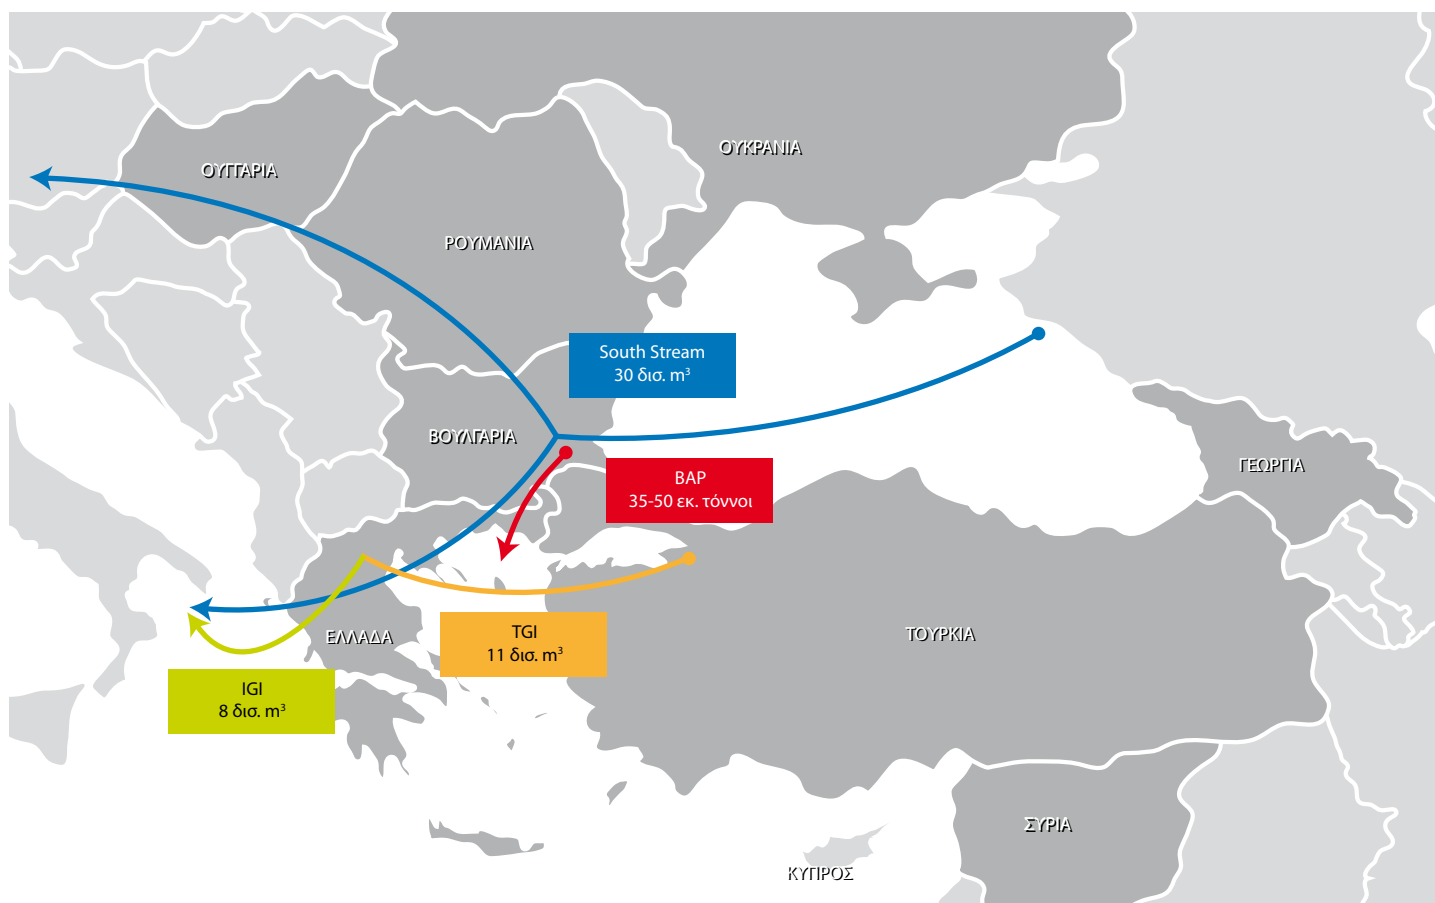 ΟΥΚΡΑΝΙΑ
ΟΥΓΓΑΡΙΑ
ΡΟΥΜΑΝΙΑ
South Stream
30 δισ. m³
ΒΟΥΛΓΑΡΙΑ
ΓΕΩΡΓΙΑ
BAP
35-50 εκ. τόννοι
TGI
11 δισ. m³
ΕΛΛΑΔΑ
ΤΟΥΡΚΙΑ
IGI
8 δισ. m³
ΣΥΡΙΑ
ΚΥΠΡΟΣ